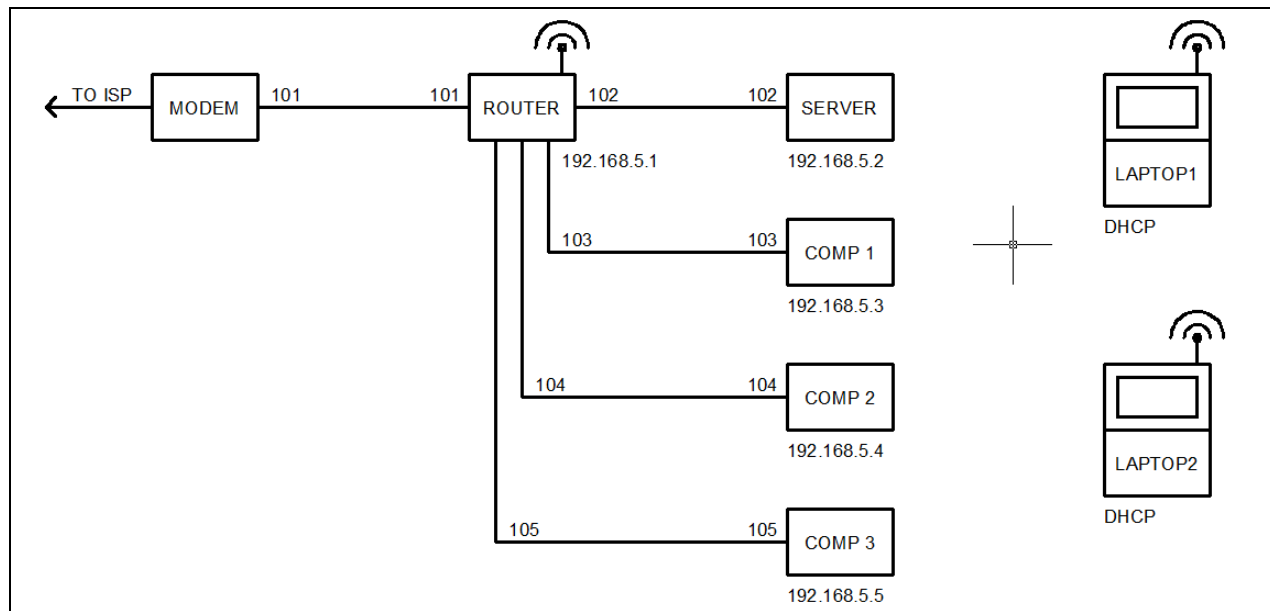 TO ISP
MODEM
101
101
ROUTER
102
102
SERVER
192.168.5.1
192.168.5.2
LAPTOP1
DHCP
103
103
COMP 1
192.168.5.3
104
104
COMP 2
192.168.5.4
LAPTOP2
DHCP
105
105
COMP 3
192.168.5.5